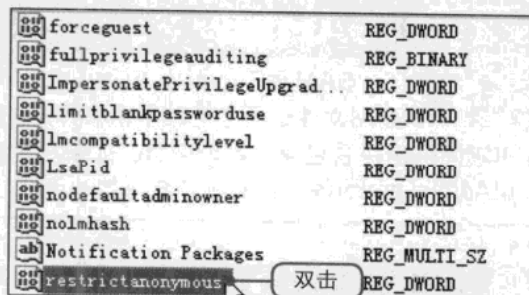 forceguest REG_DWORD
fullprivilegeauditing REG_BINARY
ImpersonatePrivilegeUpgrad... REG_DWORD
limitblankpassworduse REG_DWORD
lmcompatibilitylevel REG_DWORD
LsaPid REG_DWORD
nodefaultadminowner REG_DWORD
nolmhash REG_DWORD
Notification Packages REG_MULTI_SZ
restrictanonymous 双击 REG_DWORD